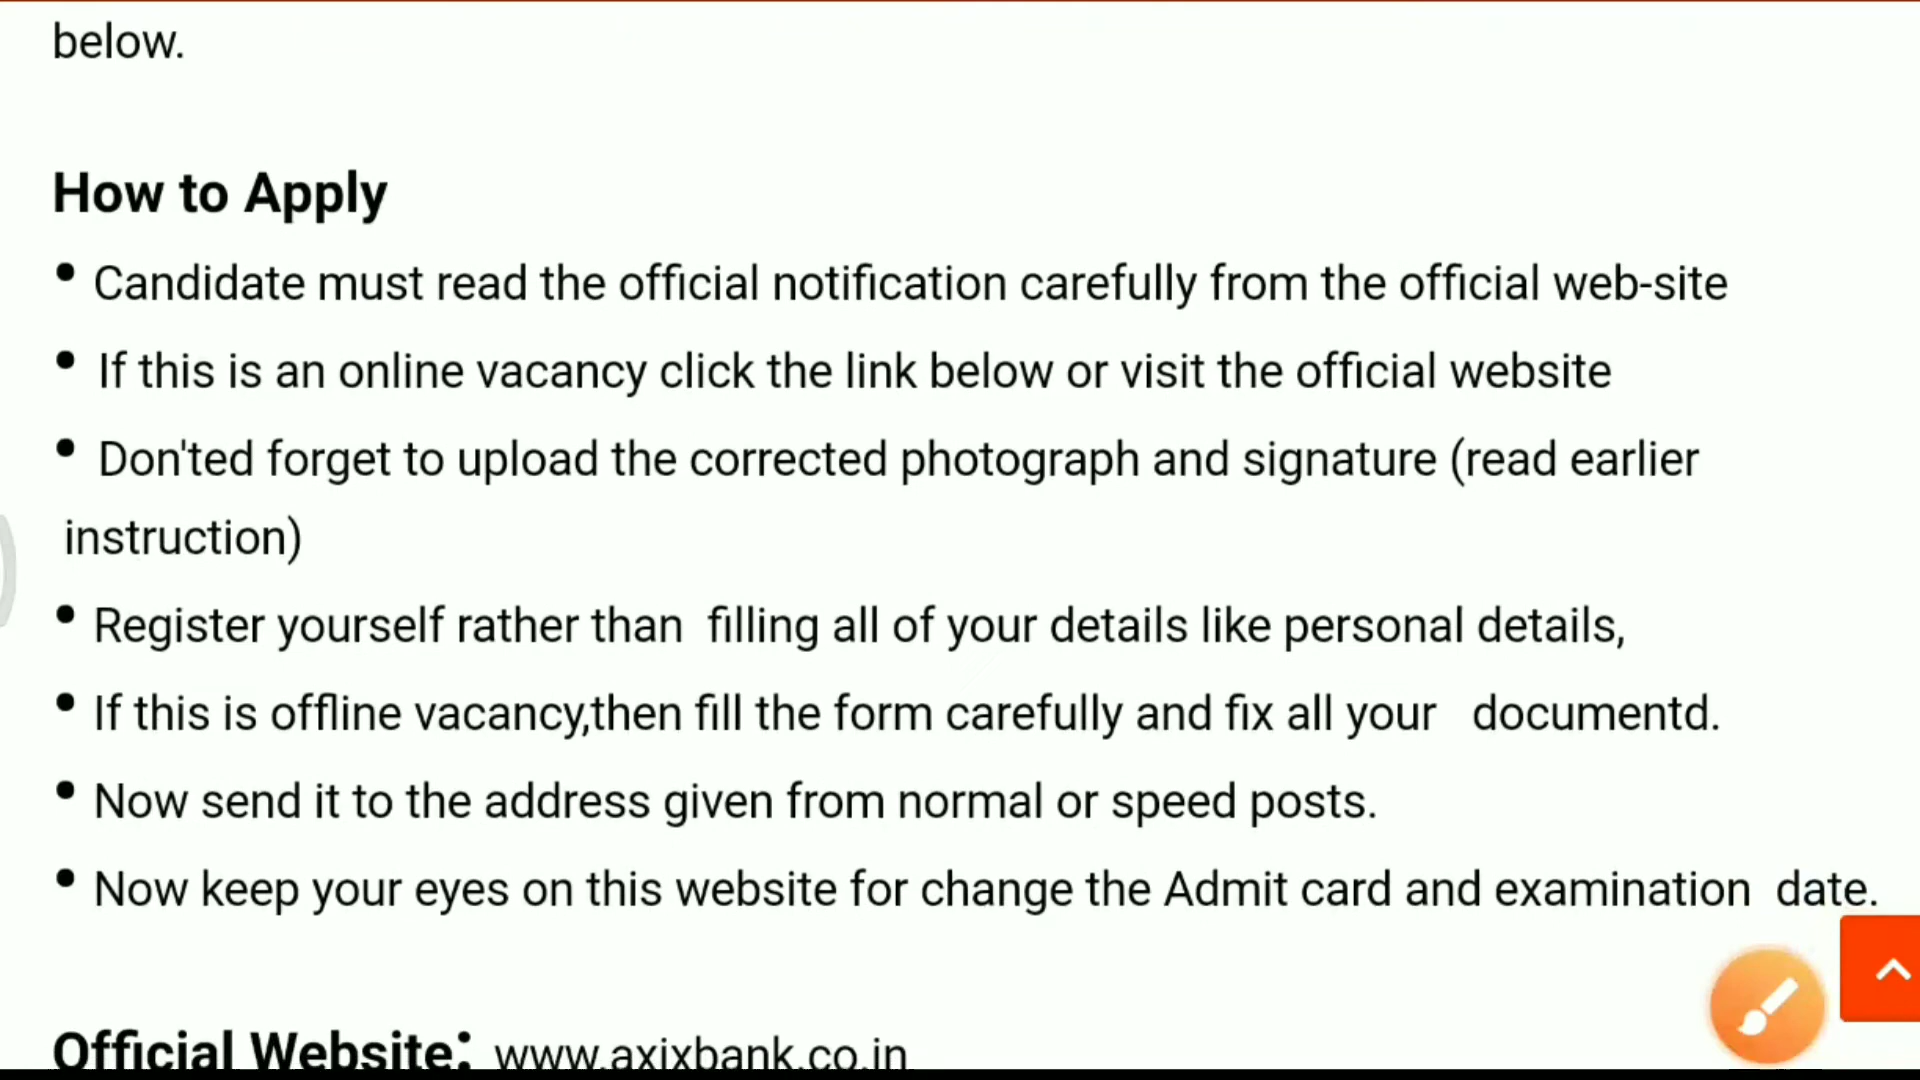 below.
How to Apply
• Candidate must read the official notification carefully from the official web-site
• If this is an online vacancy click the link below or visit the official website
• Don'ted forget to upload the corrected photograph and signature (read earlier
instruction)
• Register yourself rather than filling all of your details like personal details,
• If this is offline vacancy,then fill the form carefully and fix all your documentd.
• Now send it to the address given from normal or speed posts.
• Now keep your eyes on this website for change the Admit card and examination date.
Official Website: www.axixbank.co.in